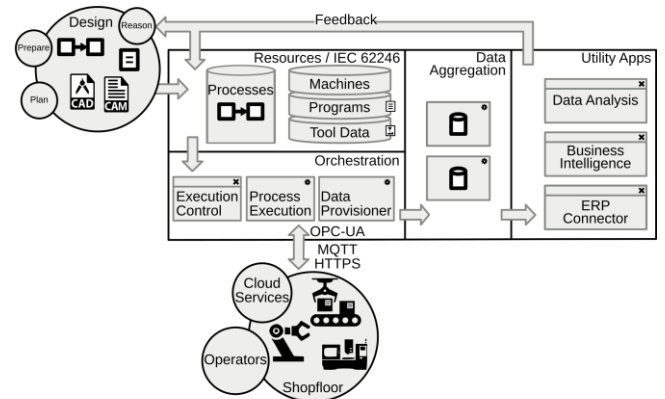 Feedback
Design
Reason
Prepare
Plan
CAD
CAM
Resources / IEC 62246
Processes
Machines
Programs
Tool Data
Data
Aggregation
Utility Apps
Data Analysis
Business
Intelligence
ERP
Connector
Orchestration
Execution
Control
Process
Execution
Data
Provisioner
OPC-UA
MQTT
HTTPS
Cloud
Services
Operators
Shopfloor